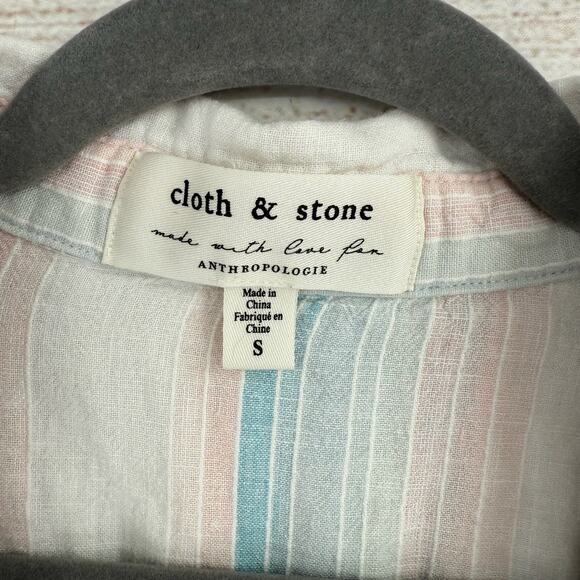 cloth & stone
made with love for
ANTHROPOLOGIE
Made in
China
Fabriqué en
Chine
S